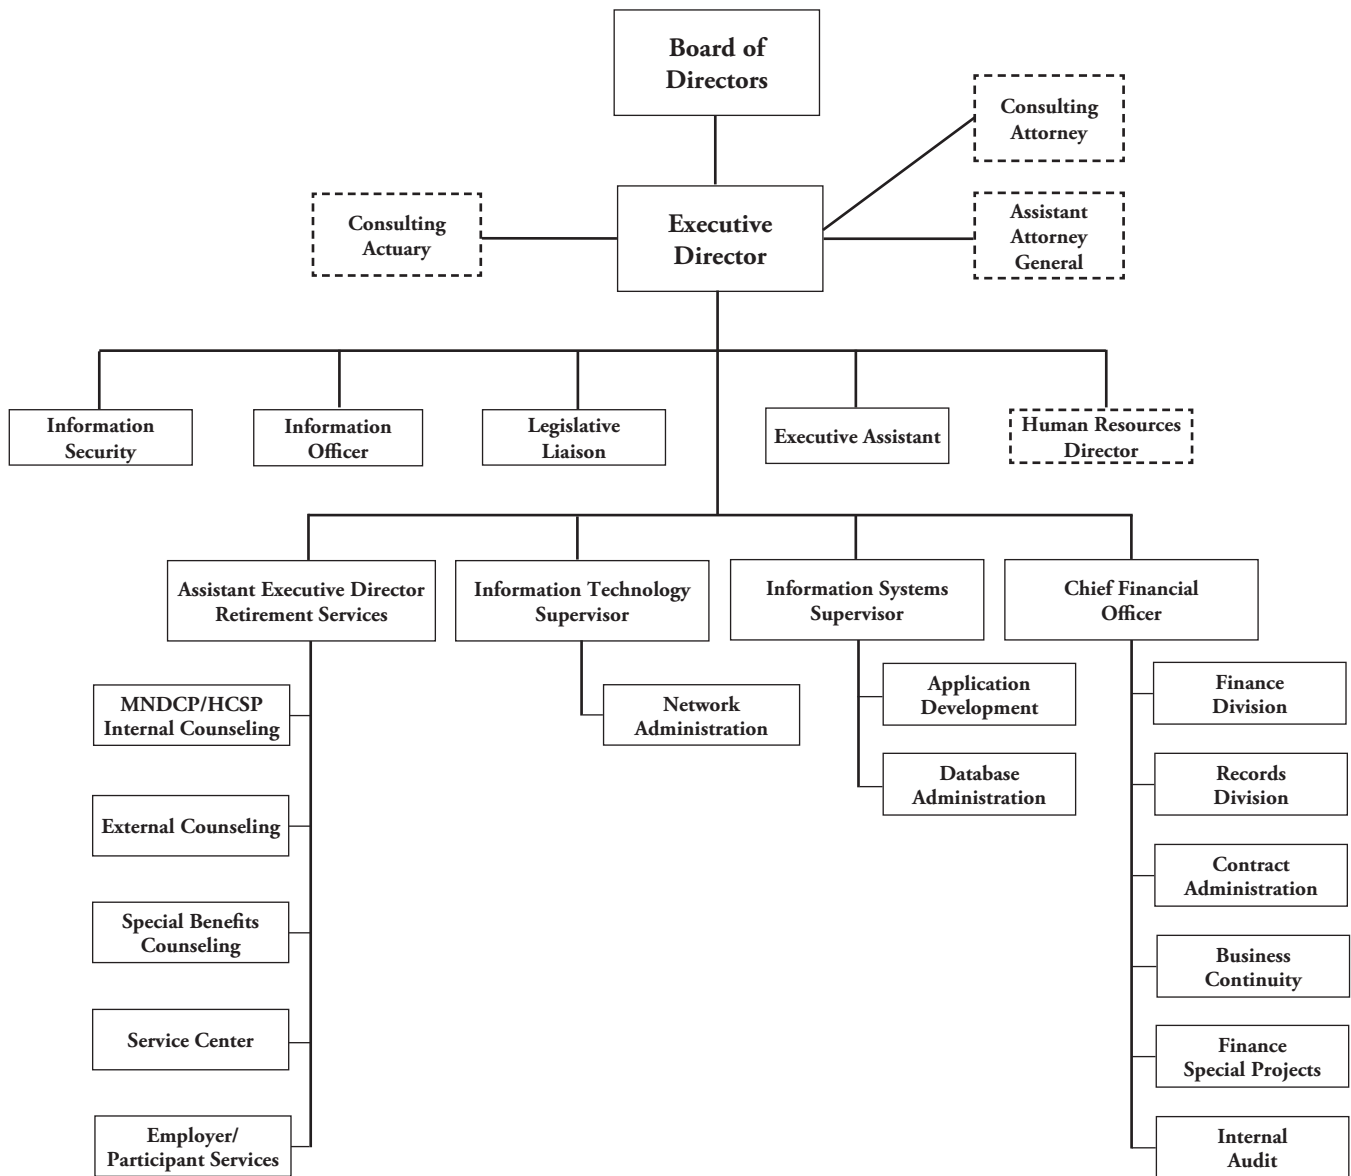 Board of
Directors
Consulting
Attorney
Consulting
Actuary
Executive
Director
Assistant
Attorney
General
Information
Security
Information
Officer
Legislative
Liaison
Executive Assistant
Human Resources
Director
Assistant Executive Director
Retirement Services
Information Technology
Supervisor
Information Systems
Supervisor
Chief Financial
Officer
MNDCP/HCSP
Internal Counseling
External Counseling
Special Benefits
Counseling
Service Center
Employer/
Participant Services
Network
Administration
Application
Development
Database
Administration
Finance
Division
Records
Division
Contract
Administration
Business
Continuity
Finance
Special Projects
Internal
Audit